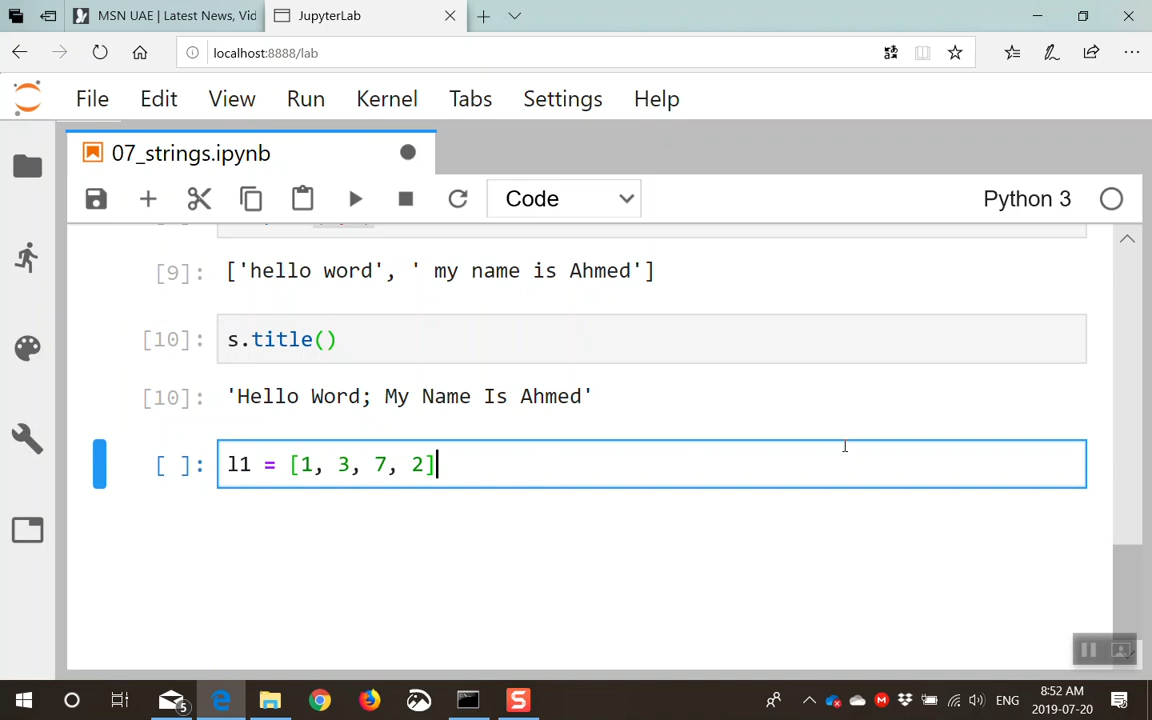 MSN UAE | Latest News, Vid
JupyterLab
localhost:8888/lab
File Edit View Run Kernel Tabs Settings Help
07_strings.ipynb
Code
Python 3
[9]: ['hello word', ' my name is Ahmed']
[10]: s.title()
[10]: 'Hello Word; My Name Is Ahmed'
[ ]: l1 = [1, 3, 7, 2]
5
S
M
ENG
8:52 AM
2019-07-20